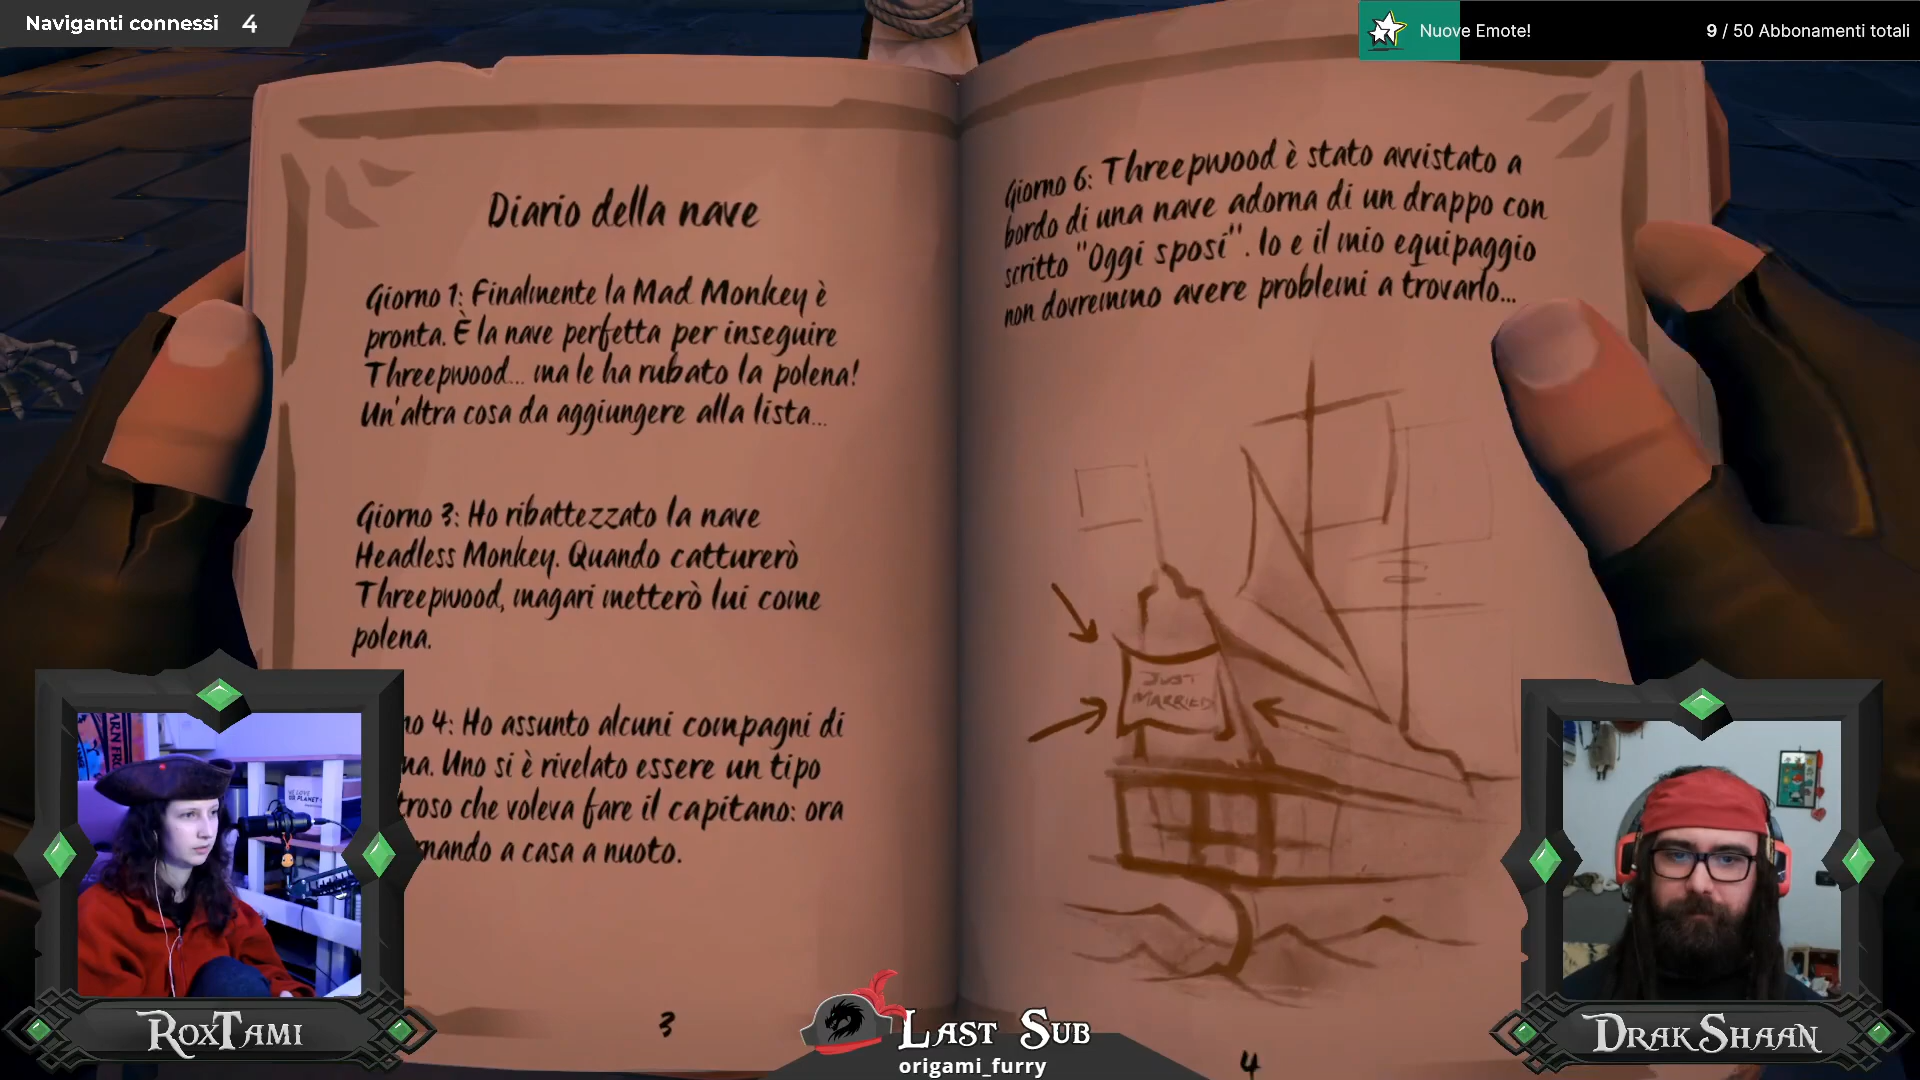 Naviganti connessi 4
Nuove Emote!
9 / 50 Abbonamenti totali
Diario della nave
Giorno 1: Finalmente la Mad Monkey è
pronta. È la nave perfetta per inseguire
Threepwood... ma le ha rubato la polena!
Un'altra cosa da aggiungere alla lista...
Giorno 3: Ho ribattezzato la nave
Headless Monkey. Quando catturerò
Threepwood, magari metterò lui come
polena.
4: Ho assunto alcuni compagni di
Uno si è rivelato essere un tipo
che voleva fare il capitano: ora
a casa a nuoto.
3
Giorno 6: Threepwood è stato avvistato a
bordo di una nave adorna di un drappo con
scritto "Oggi sposi". Io e il mio equipaggio
non dovremmo avere problemi a trovarlo...
JUST
MARRIED
4
RoxTami
Last Sub
origami_furry
DrakShaan